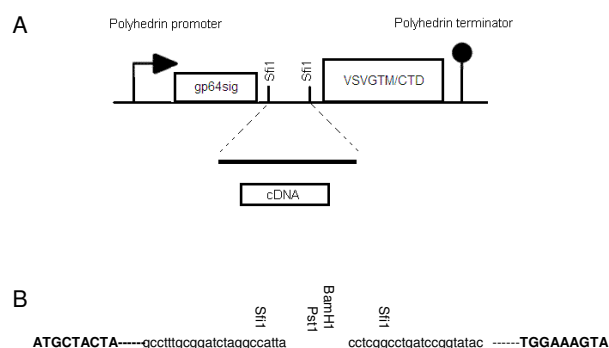 A
Polyhedrin promoter
Polyhedrin terminator
Sfi1
Sfi1
gp64sig
VSVGTM/CTD
cDNA
B
Sfi1
Pst1
BamH1
Sfi1
ATGCTACTA------gcctttgcggatctaggccatta cctcggcctgatccggtatac ------TGGAAAGTA